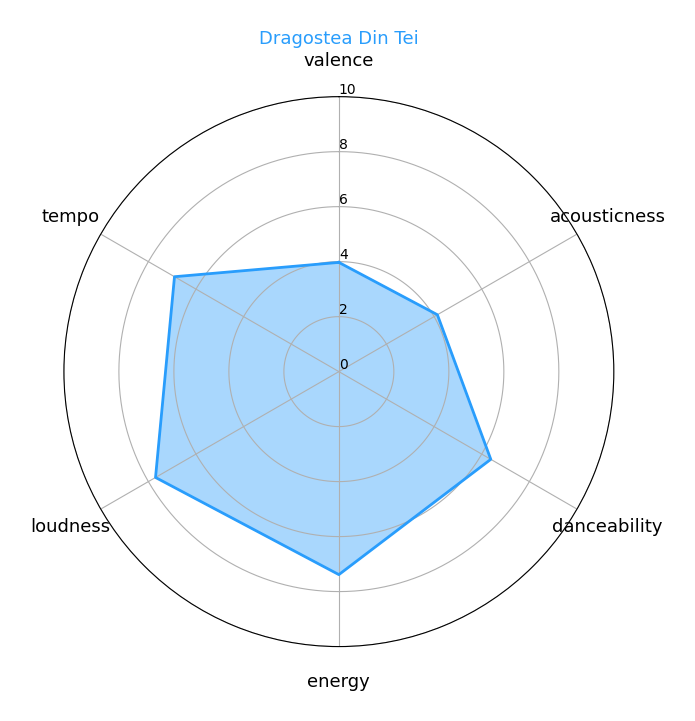 Dragostea Din Tei
valence
10
8
tempo
acousticness
6
4
2
0
loudness
danceability
energy